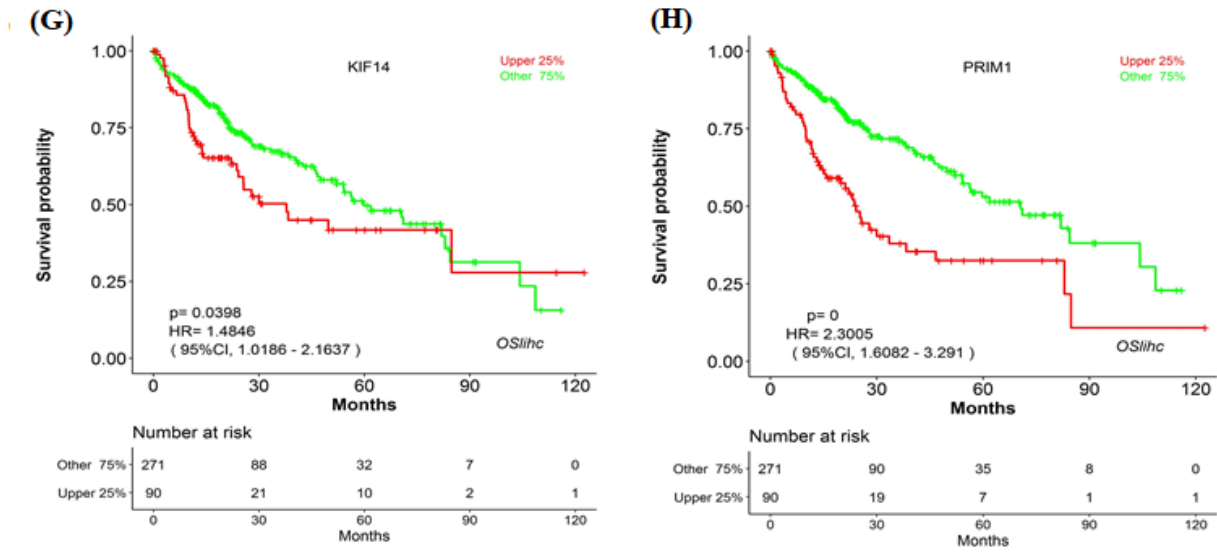 (G)
KIF14
Upper 25%
Other 75%
Survival probability
1.00
0.75
0.50
0.25
0.00
p= 0.0398
HR= 1.4846
( 95%CI, 1.0186 - 2.1637 )
OSlihc
0 30 60 90 120
Months
Number at risk
Other 75% 271 88 32 7 0
Upper 25% 90 21 10 2 1
0 30 60 90 120
Months
(H)
PRIM1
Upper 25%
Other 75%
Survival probability
1.00
0.75
0.50
0.25
0.00
p= 0
HR= 2.3005
( 95%CI, 1.6082 - 3.291 )
OSlihc
0 30 60 90 120
Months
Number at risk
Other 75% 271 90 35 8 0
Upper 25% 90 19 7 1 1
0 30 60 90 120
Months